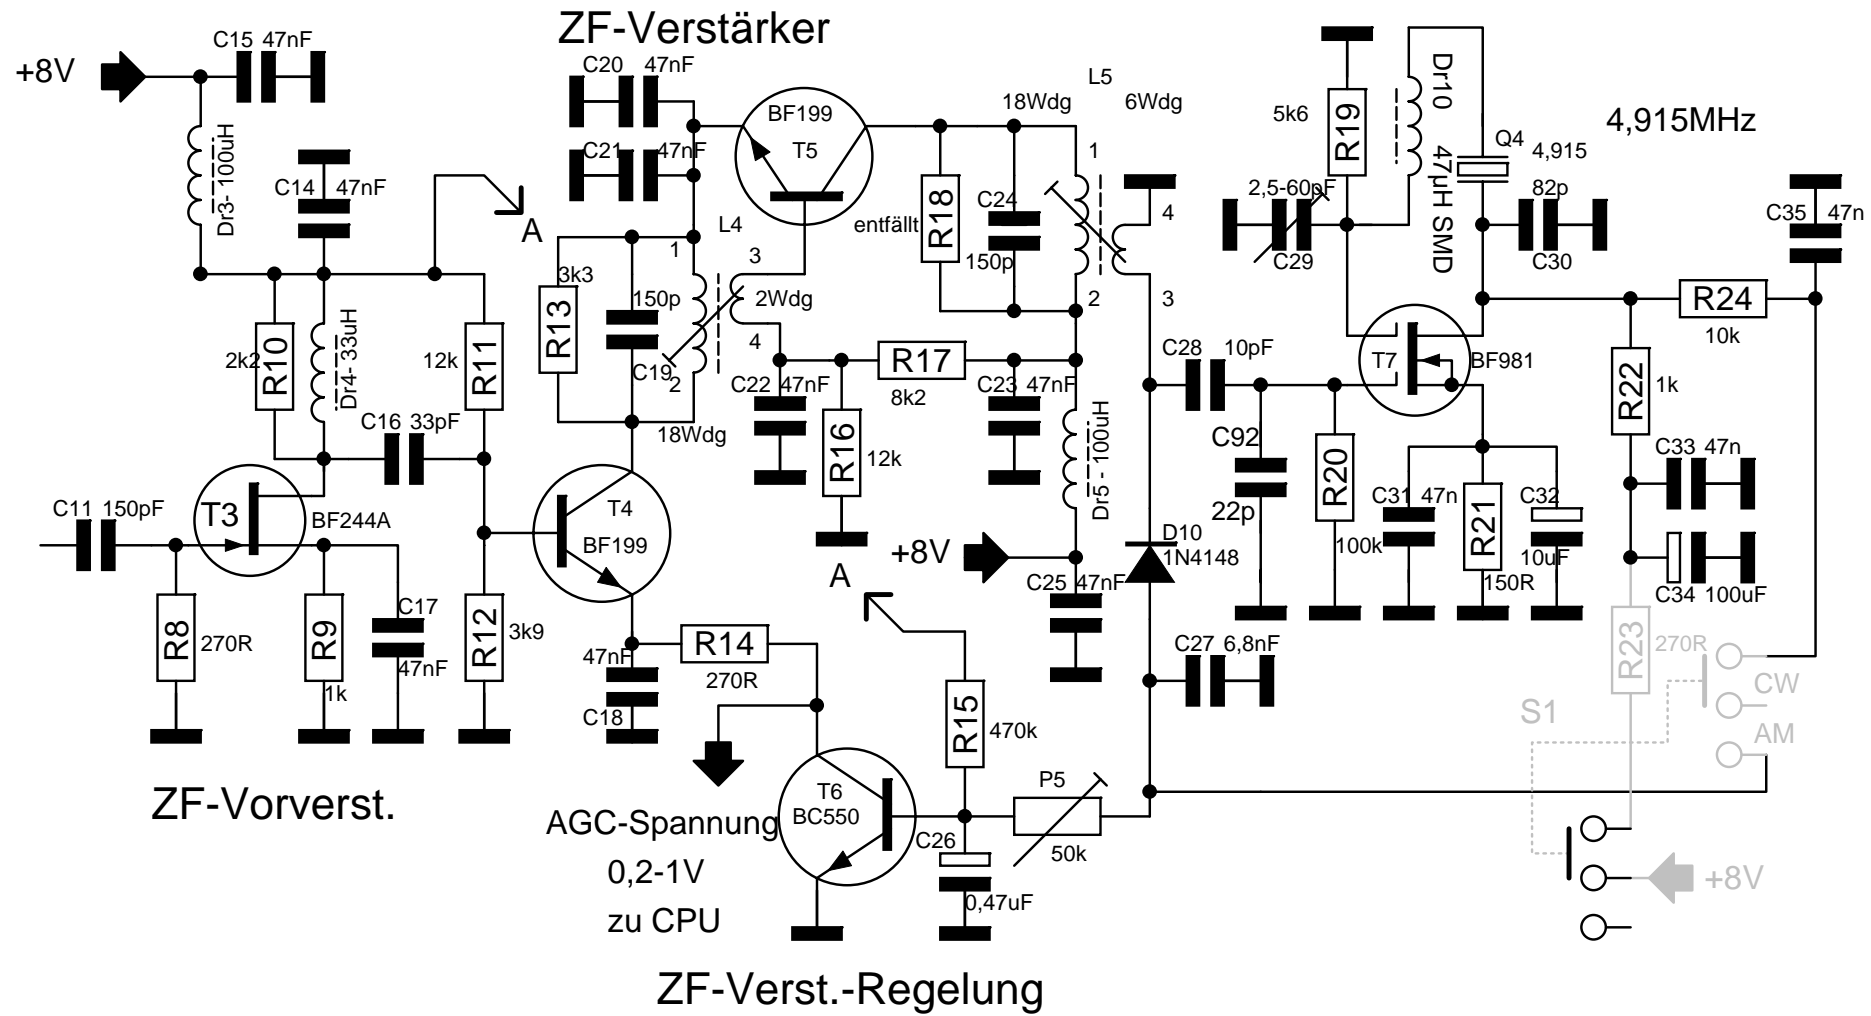 ZF-Verstärker
+8V
C15 47nF
C20 47nF
C21 47nF
Dr3- 100uH
C14 47nF
A
BF199
T5
L5
18Wdg 6Wdg
1
4
2
3
R18
entfällt
C24
150p
L4
1
3
2Wdg
4
2
18Wdg
3k3
R13
150p
C19
5k6
R19
Dr10 47µH SMD
Q4 4,915
4,915MHz
2,5-60pF
C29
82p
C30
C35 47n
R24
10k
2k2
R10
Dr4- 33uH
12k
R11
C16 33pF
C22 47nF
R17
8k2
C23 47nF
R16
12k
A
Dr5 - 100uH
C28 10pF
T7
BF981
R22
1k
C11 150pF
T3
BF244A
T4
BF199
+8V
C25 47nF
D10
1N4148
C92
22p
R20
100k
C31 47n
R21
150R
C32
10uF
C33 47n
C34 100uF
R8
270R
R9
1k
C17
47nF
R12
3k9
47nF
C18
R14
270R
R15
470k
C27 6,8nF
R23
270R
S1
CW
AM
+8V
T6
BC550
P5
50k
C26
0,47uF
ZF-Vorverst.
AGC-Spannung
0,2-1V
zu CPU
ZF-Verst.-Regelung